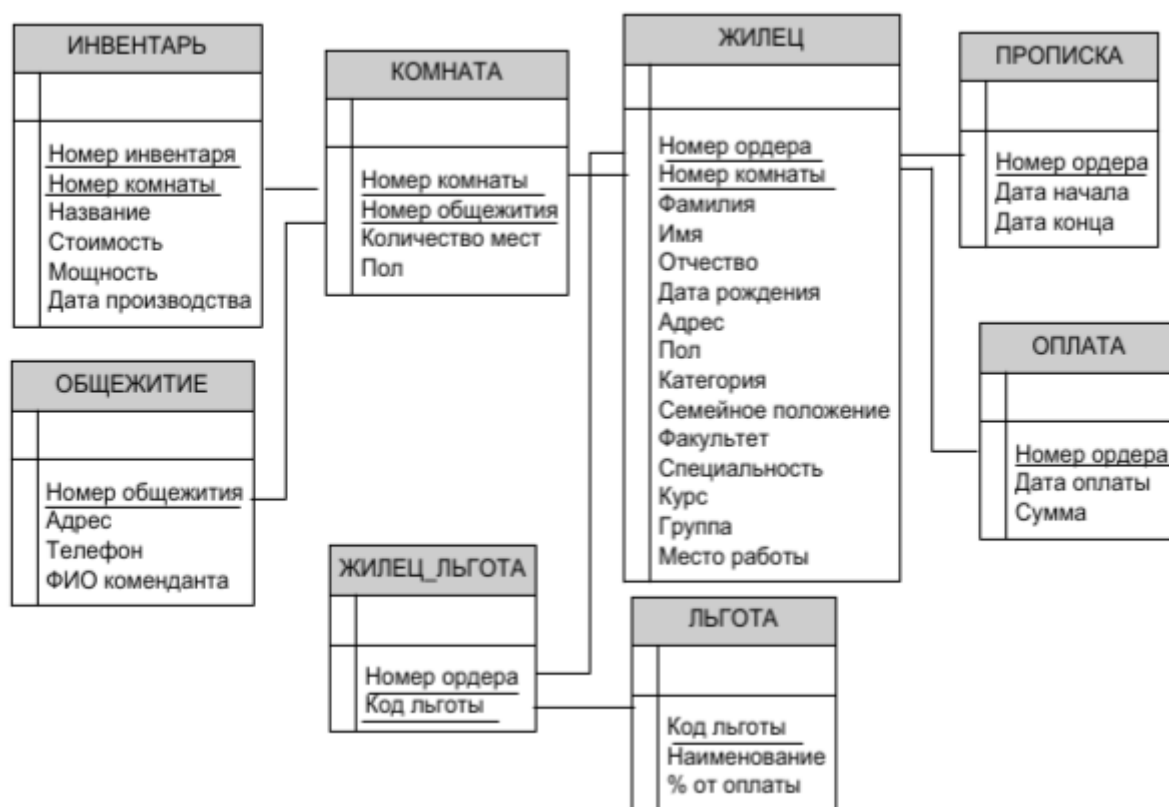 ИНВЕНТАРЬ
Номер инвентаря
Номер комнаты
Название
Стоимость
Мощность
Дата производства
КОМНАТА
Номер комнаты
Номер общежития
Количество мест
Пол
ЖИЛЕЦ
Номер ордера
Номер комнаты
Фамилия
Имя
Отчество
Дата рождения
Адрес
Пол
Категория
Семейное положение
Факультет
Специальность
Курс
Группа
Место работы
ПРОПИСКА
Номер ордера
Дата начала
Дата конца
ОБЩЕЖИТИЕ
Номер общежития
Адрес
Телефон
ФИО коменданта
ОПЛАТА
Номер ордера
Дата оплаты
Сумма
ЖИЛЕЦ_ЛЬГОТА
Номер ордера
Код льготы
ЛЬГОТА
Код льготы
Наименование
% от оплаты